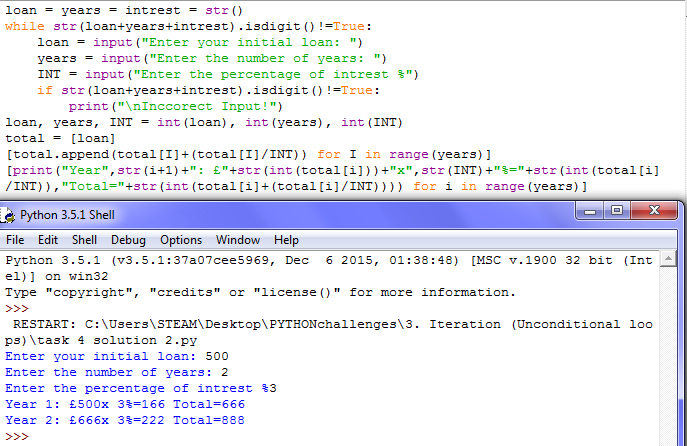 loan = years = intrest = str()
while str(loan+years+intrest).isdigit()!=True:
    loan = input("Enter your initial loan: ")
    years = input("Enter the number of years: ")
    INT = input("Enter the percentage of intrest %")
    if str(loan+years+intrest).isdigit()!=True:
        print("\nInccorect Input!")
loan, years, INT = int(loan), int(years), int(INT)
total = [loan]
[total.append(total[I]+(total[I]/INT)) for I in range(years)]
[print("Year",str(i+1)+": £"+str(int(total[i]))+"x",str(INT)+"%="+str(int(total[i]
/INT)),"Total="+str(int(total[i]+(total[i]/INT)))) for i in range(years)]
Python 3.5.1 Shell
File Edit Shell Debug Options Window Help
Python 3.5.1 (v3.5.1:37a07cee5969, Dec  6 2015, 01:38:48) [MSC v.1900 32 bit (Int
el)] on win32
Type "copyright", "credits" or "license()" for more information.
>>>
 RESTART: C:\Users\STEAM\Desktop\PYTHONchallenges\3. Iteration (Unconditional loo
ps)\task 4 solution 2.py
Enter your initial loan: 500
Enter the number of years: 2
Enter the percentage of intrest %3
Year 1: £500x 3%=166 Total=666
Year 2: £666x 3%=222 Total=888
>>>